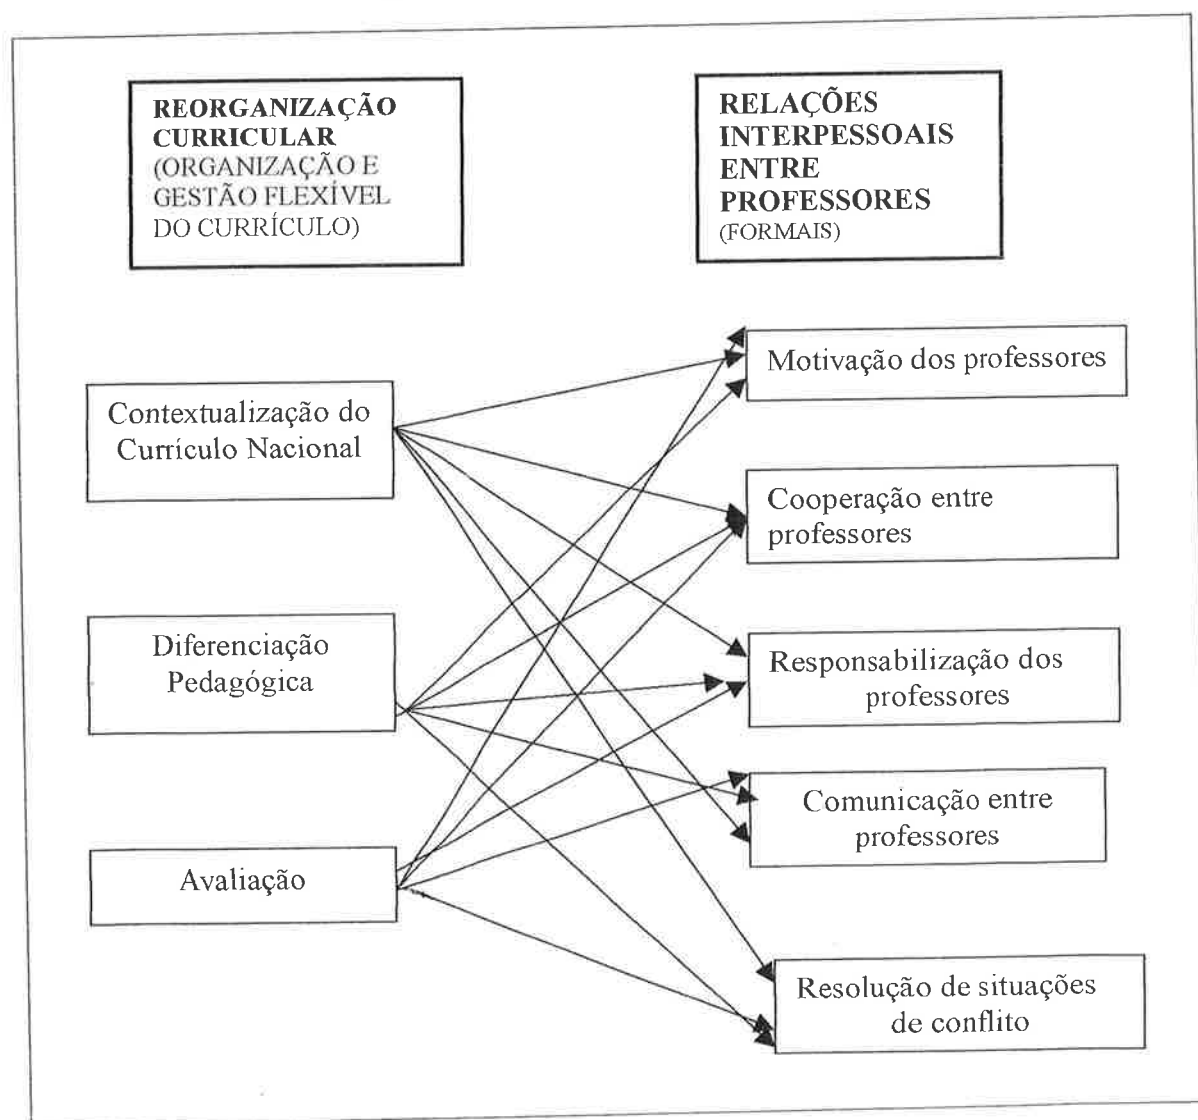 REORGANIZAÇÃO
CURRICULAR
(ORGANIZAÇÃO E
GESTÃO FLEXÍVEL
DO CURRÍCULO)
RELAÇÕES
INTERPESSOAIS
ENTRE
PROFESSORES
(FORMAIS)
Contextualização do
Currículo Nacional
Diferenciação
Pedagógica
Avaliação
Motivação dos professores
Cooperação entre
professores
Responsabilização dos
professores
Comunicação entre
professores
Resolução de situações
de conflito